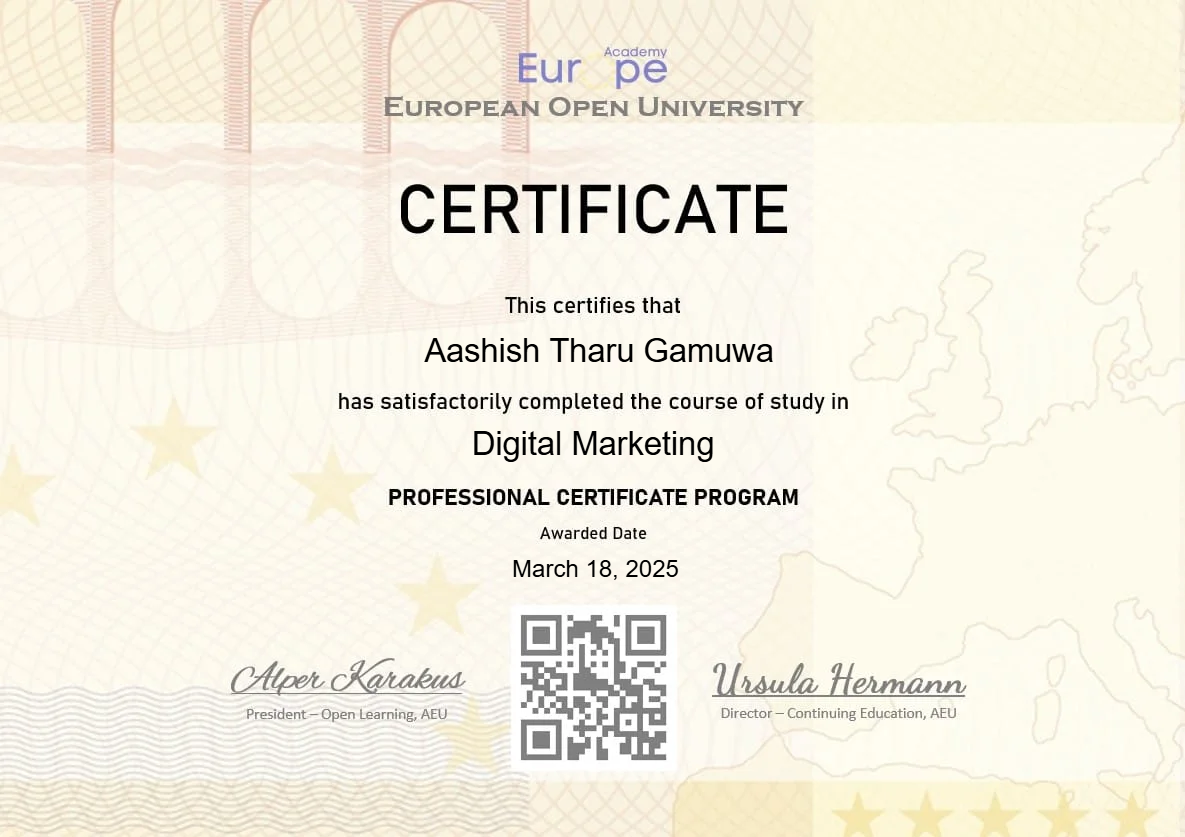 Academy
Europe
EUROPEAN OPEN UNIVERSITY
CERTIFICATE
This certifies that
Aashish Tharu Gamuwa
has satisfactorily completed the course of study in
Digital Marketing
PROFESSIONAL CERTIFICATE PROGRAM
Awarded Date
March 18, 2025
Alper Karakus
President – Open Learning, AEU
Ursula Hermann
Director – Continuing Education, AEU